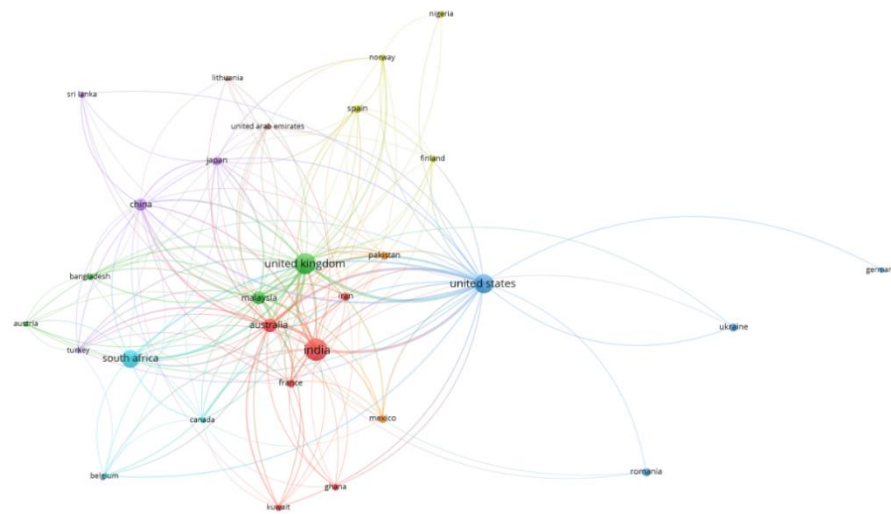 nigeria
norway
lithuania
sri lanka
spain
united arab emirates
japan
finland
china
pakistan
united kingdom
german
bangladesh
united states
malaysia
iran
austria
australia
ukraine
turkey
india
south africa
france
canada
mexico
romania
belgium
ghana
kuwait